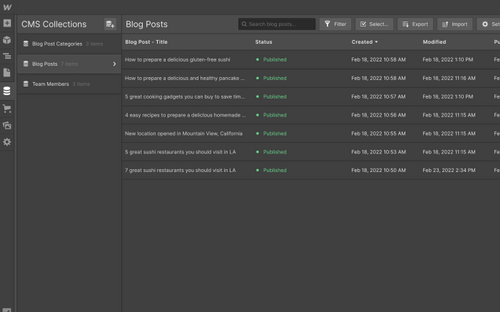 CMS Collections
Blog Post Categories 3 items
Blog Posts 7 items
Team Members 3 items
Blog Posts
Search blog posts...
Filter
Select...
Export
Import
Blog Post - Title Status Created Modified
How to prepare a delicious gluten-free sushi Published Feb 18, 2022 10:58 AM Feb 18, 2022 1:10 PM
How to prepare a delicious and healthy pancake ... Published Feb 18, 2022 10:58 AM Feb 18, 2022 11:16 AM
5 great cooking gadgets you can buy to save tim... Published Feb 18, 2022 10:57 AM Feb 18, 2022 1:10 PM
4 easy recipes to prepare a delicious homemade ... Published Feb 18, 2022 10:56 AM Feb 18, 2022 11:15 AM
New location opened in Mountain View, California Published Feb 18, 2022 10:55 AM Feb 18, 2022 11:15 AM
5 great sushi restaurants you should visit in LA Published Feb 18, 2022 10:53 AM Feb 18, 2022 11:15 AM
7 great sushi restaurants you should visit in LA Published Feb 18, 2022 10:50 AM Feb 23, 2022 2:34 PM